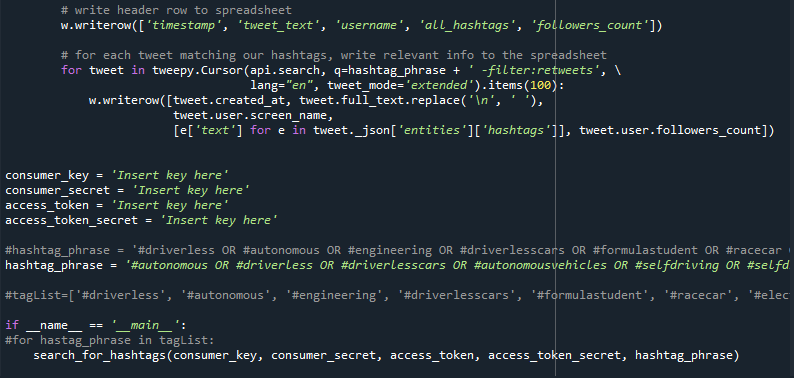 # write header row to spreadsheet
w.writerow(['timestamp', 'tweet_text', 'username', 'all_hashtags', 'followers_count'])
# for each tweet matching our hashtags, write relevant info to the spreadsheet
for tweet in tweepy.Cursor(api.search, q=hashtag_phrase + ' -filter:retweets', \
lang="en", tweet_mode='extended').items(100):
w.writerow([tweet.created_at, tweet.full_text.replace('\n', ' '),
tweet.user.screen_name,
[e['text'] for e in tweet._json['entities']['hashtags']], tweet.user.followers_count])
consumer_key = 'Insert key here'
consumer_secret = 'Insert key here'
access_token = 'Insert key here'
access_token_secret = 'Insert key here'
#hashtag_phrase = '#driverless OR #autonomous OR #engineering OR #driverlesscars OR #formulastudent OR #racecar
hashtag_phrase = '#autonomous OR #driverless OR #driverlesscars OR #autonomousvehicles OR #selfdriving OR #selfd
#tagList=['#driverless', '#autonomous', '#engineering', '#driverlesscars', '#formulastudent', '#racecar', '#elec
if __name__ == '__main__':
#for hastag_phrase in tagList:
search_for_hashtags(consumer_key, consumer_secret, access_token, access_token_secret, hashtag_phrase)